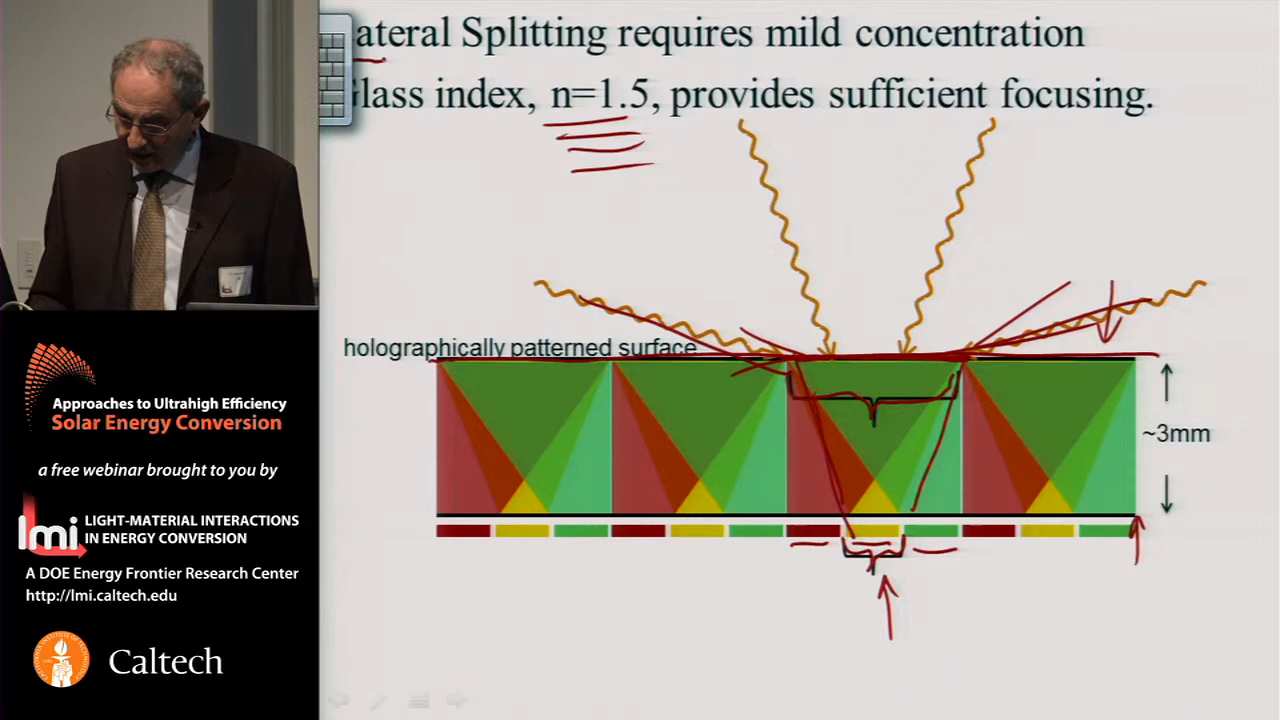 ateral Splitting requires mild concentration
lass index, n=1.5, provides sufficient focusing.
holographically patterned surface
~3mm
Approaches to Ultrahigh Efficiency
Solar Energy Conversion
a free webinar brought to you by
lmi LIGHT-MATERIAL INTERACTIONS
IN ENERGY CONVERSION
A DOE Energy Frontier Research Center
http://lmi.caltech.edu
Caltech